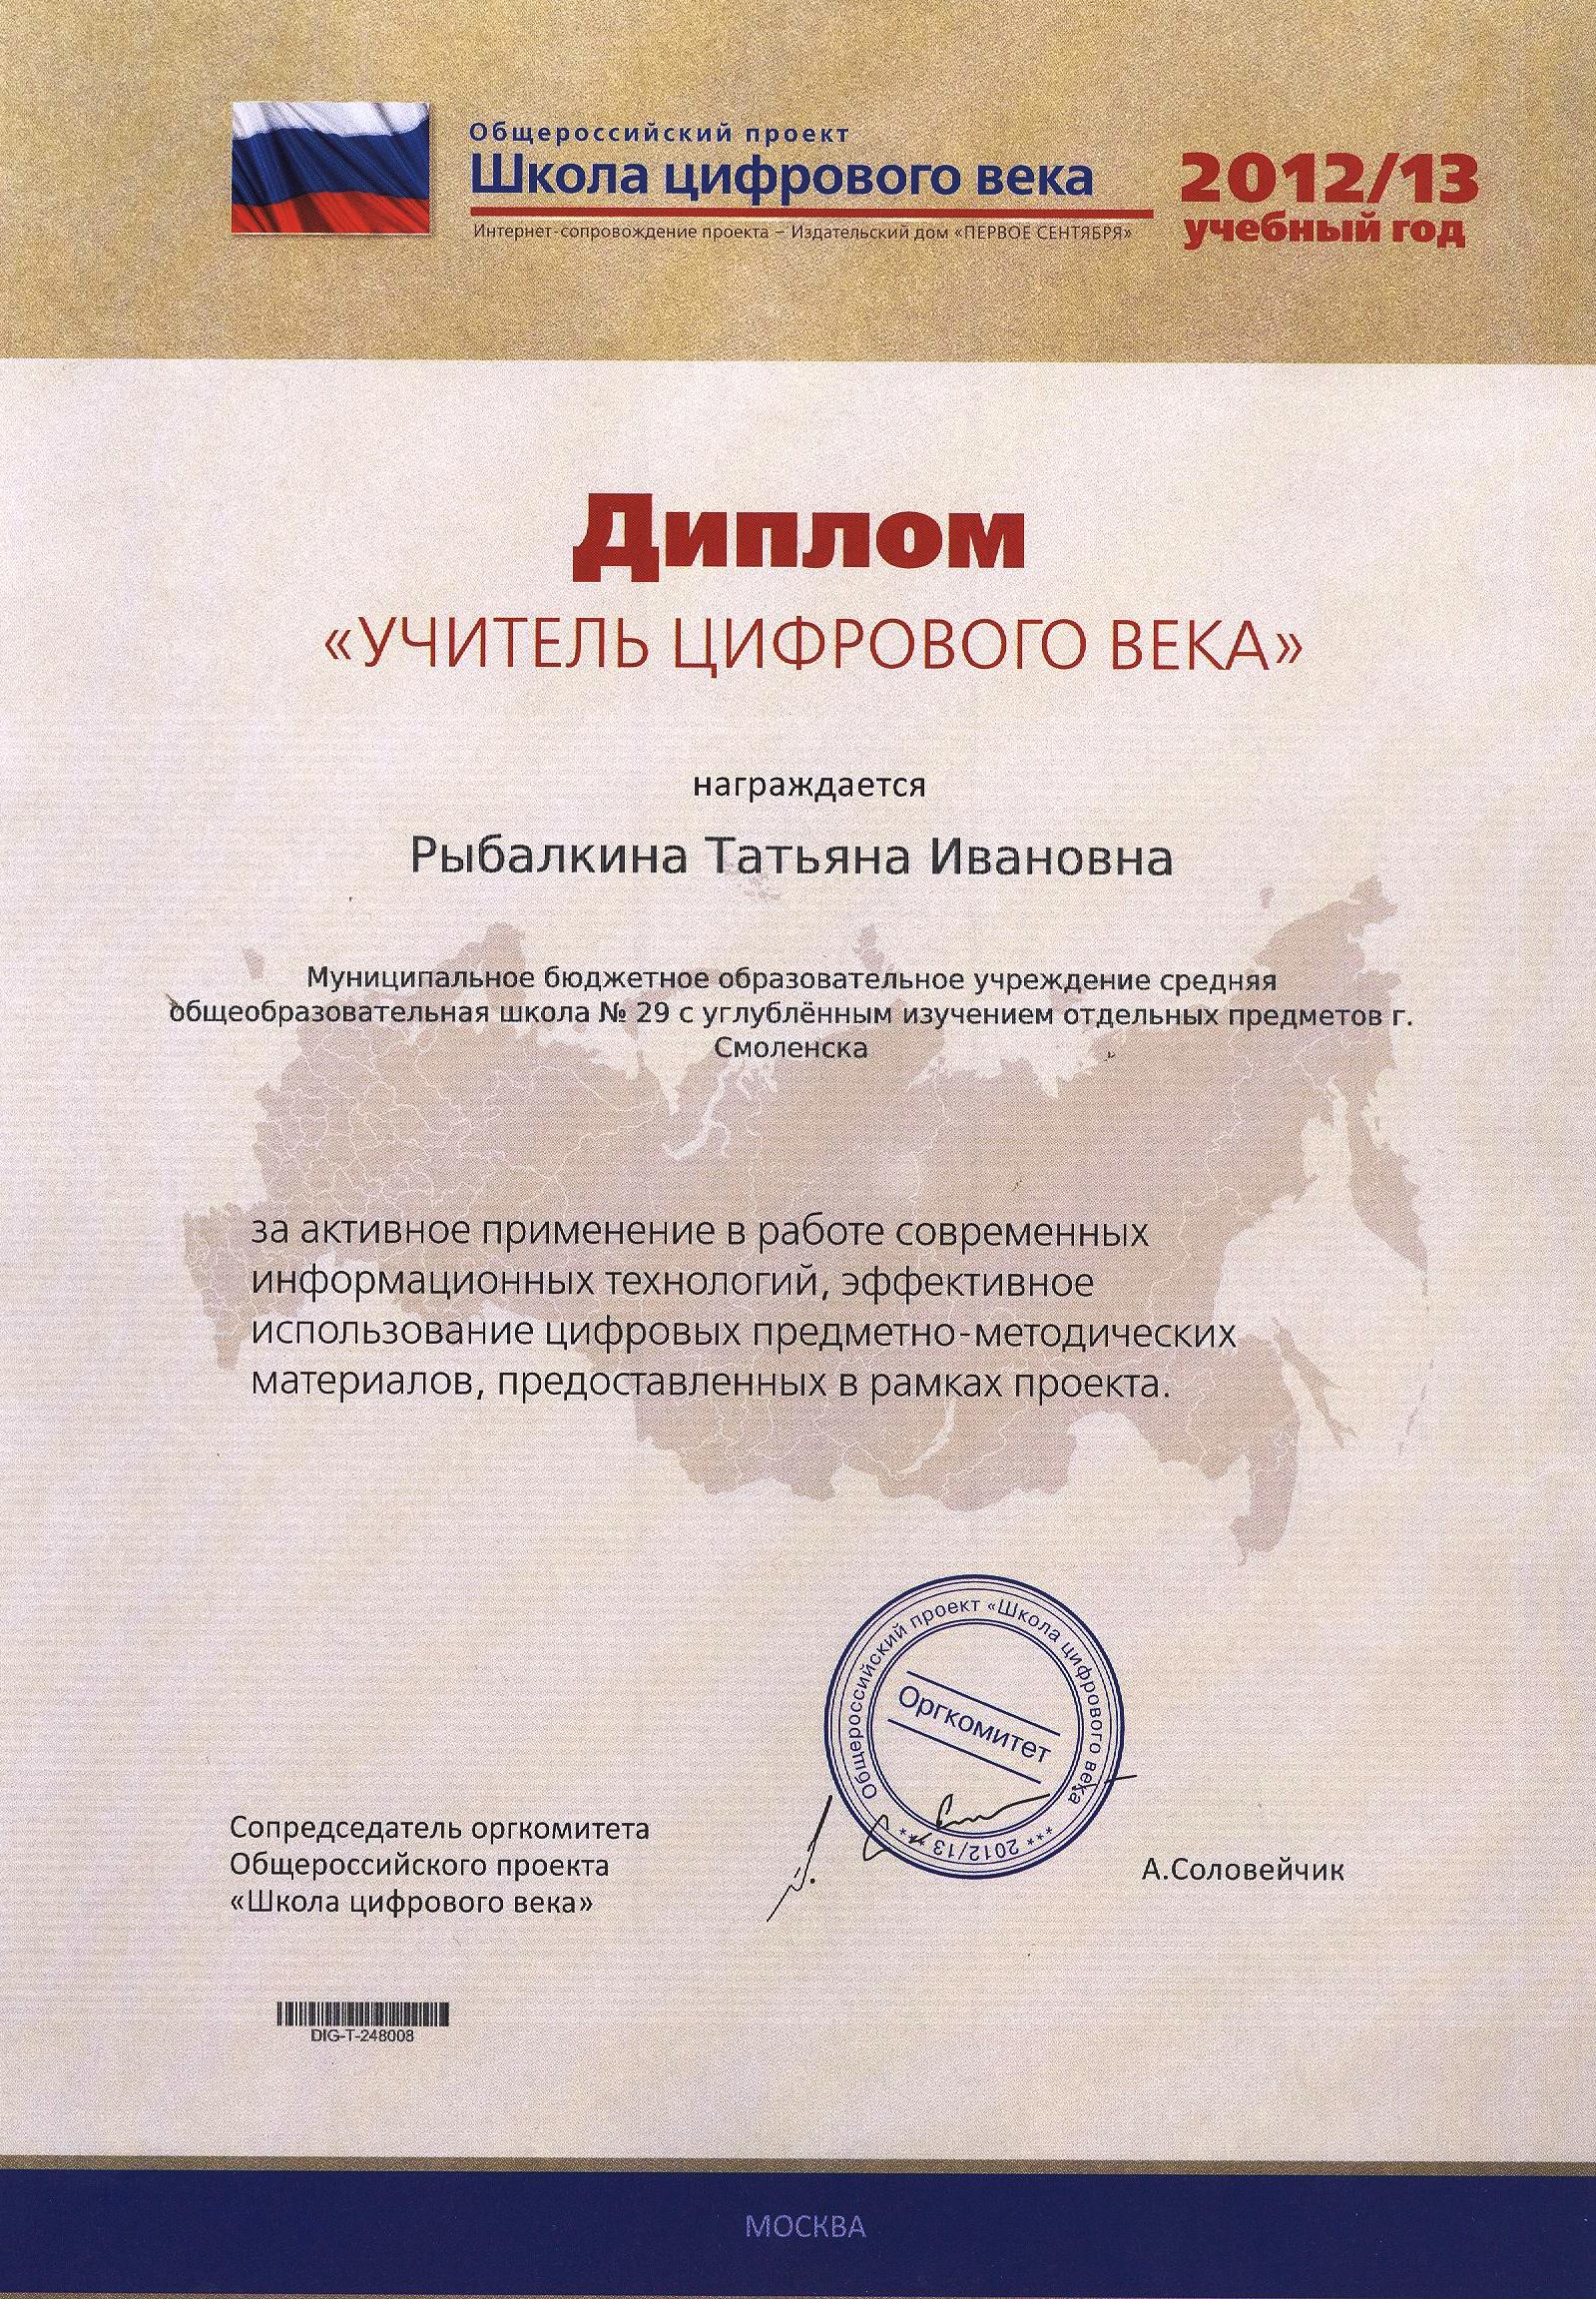 Общероссийский проект
Школа цифрового века
Интернет-сопровождение проекта – Издательский дом «ПЕРВОЕ СЕНТЯБРЯ»
2012/13
учебный год
Диплом
«УЧИТЕЛЬ ЦИФРОВОГО ВЕКА»
награждается
Рыбалкина Татьяна Ивановна
Муниципальное бюджетное образовательное учреждение средняя
общеобразовательная школа № 29 с углублённым изучением отдельных предметов г.
Смоленска
за активное применение в работе современных
информационных технологий, эффективное
использование цифровых предметно-методических
материалов, предоставленных в рамках проекта.
Общероссийский проект «Школа цифрового века
*** 2012/13 ***
Оргкомитет
Сопредседатель оргкомитета
Общероссийского проекта
«Школа цифрового века»
А.Соловейчик
DIG-T-248008
МОСКВА